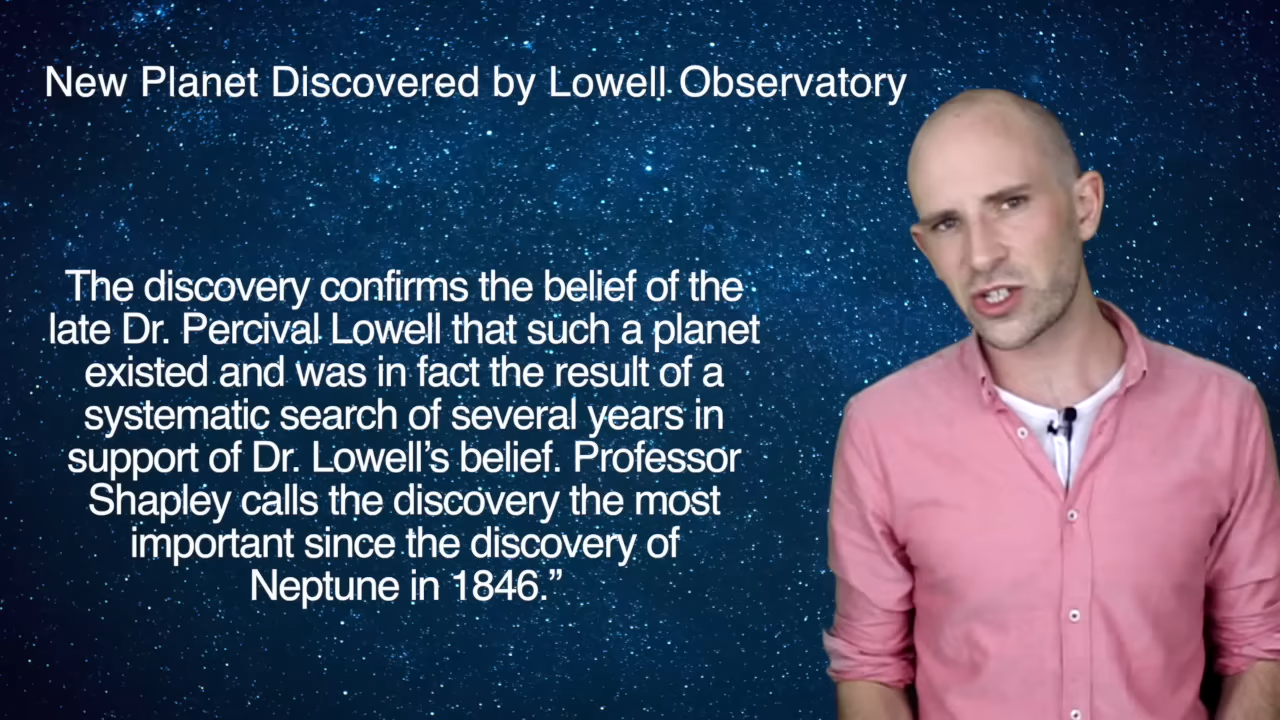 New Planet Discovered by Lowell Observatory
The discovery confirms the belief of the
late Dr. Percival Lowell that such a planet
existed and was in fact the result of a
systematic search of several years in
support of Dr. Lowell’s belief. Professor
Shapley calls the discovery the most
important since the discovery of
Neptune in 1846.”